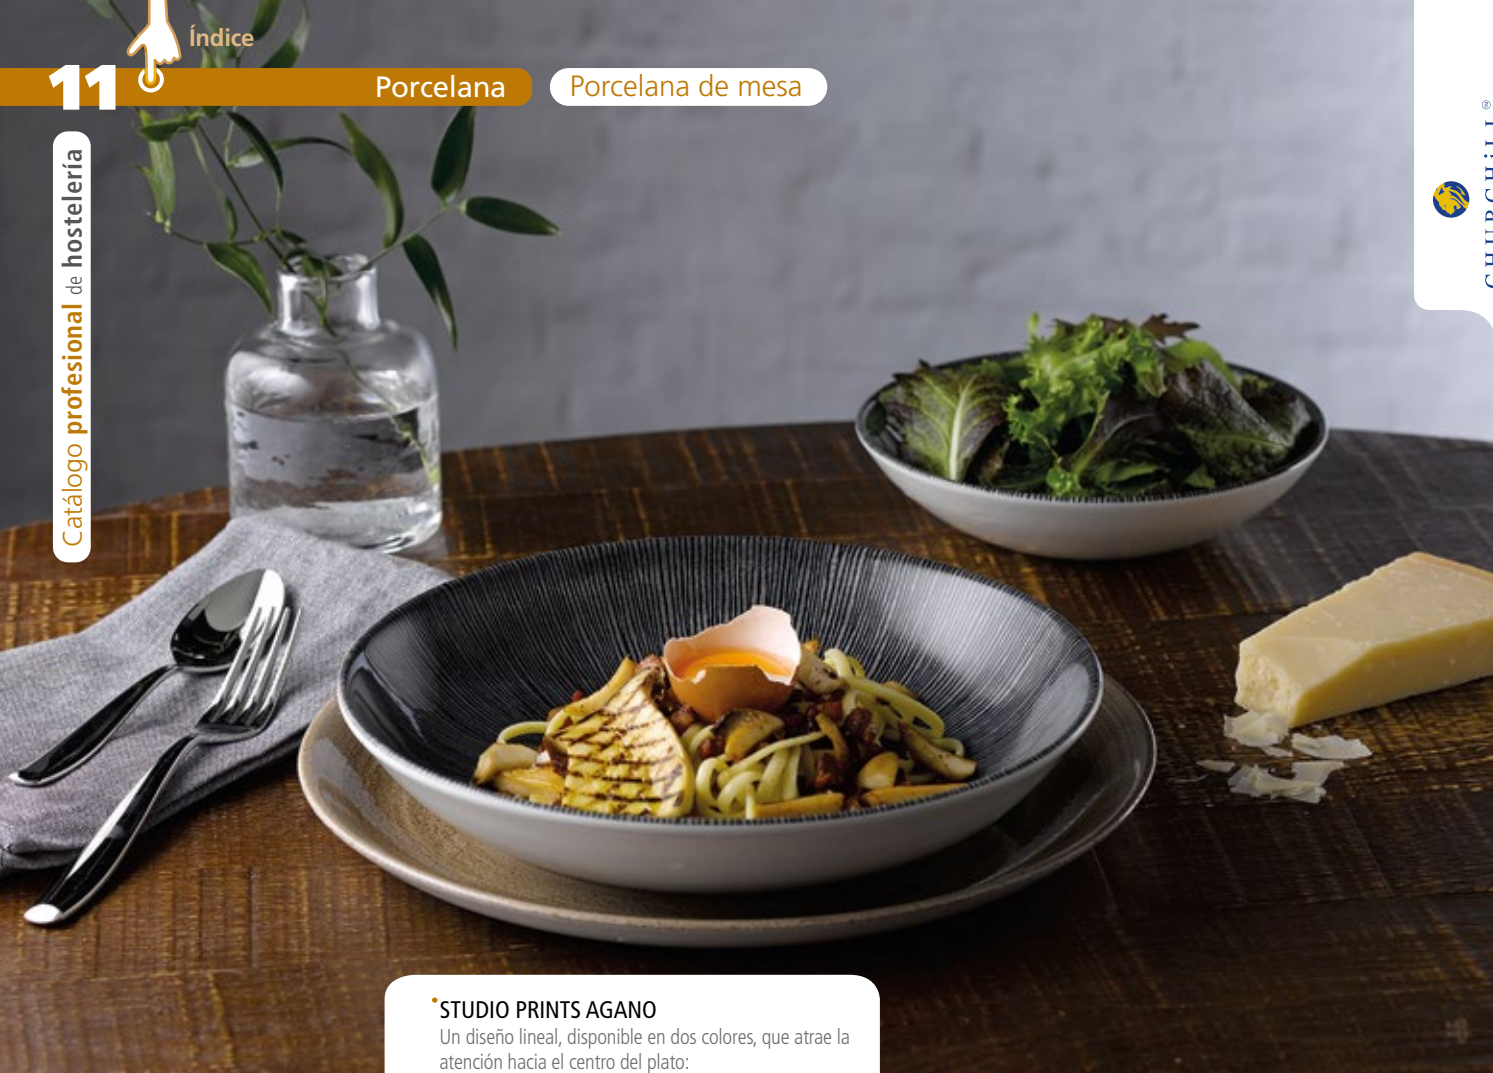 Índice
11
Porcelana
Porcelana de mesa
Catálogo profesional de hostelería
CHURCHiLL®
STUDIO PRINTS AGANO
Un diseño lineal, disponible en dos colores, que atrae la
atención hacia el centro del plato: